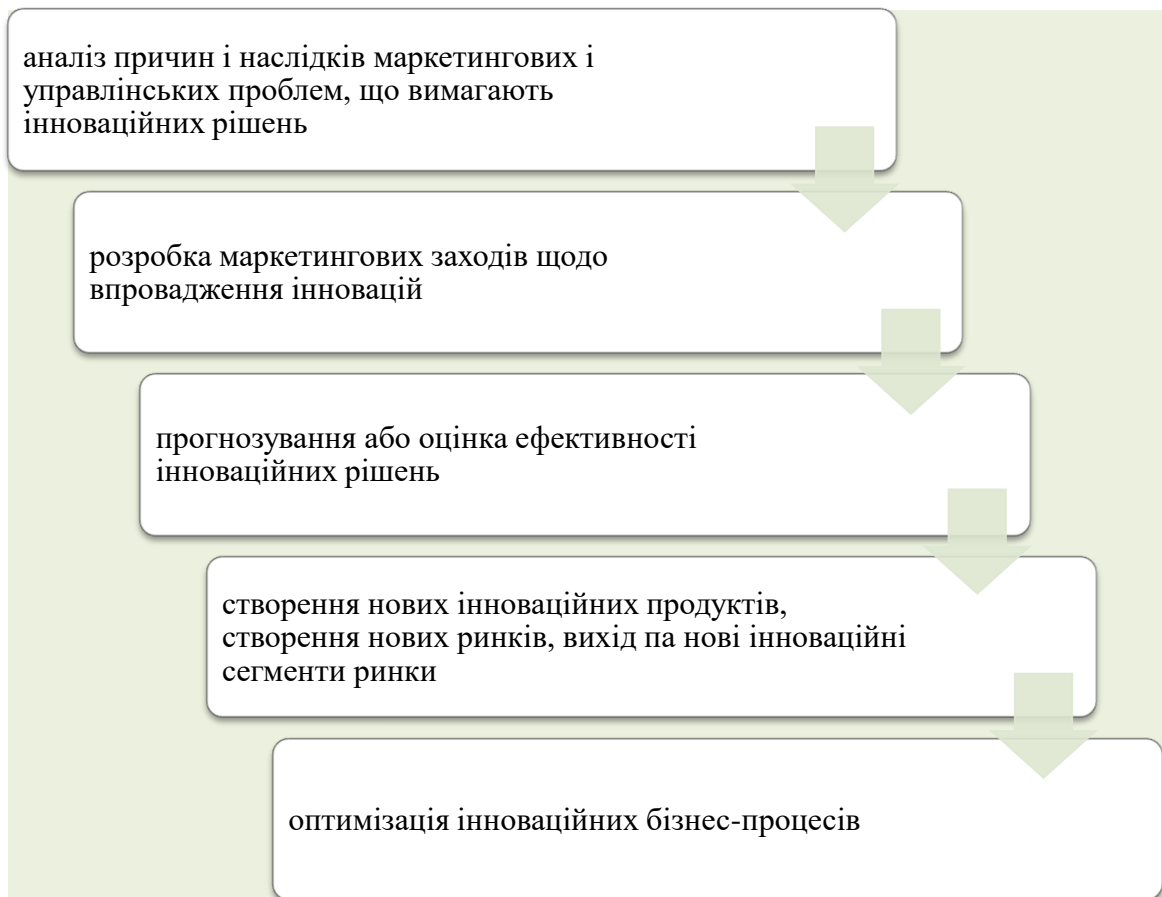 аналіз причин і наслідків маркетингових і
управлінських проблем, що вимагають
інноваційних рішень
розробка маркетингових заходів щодо
впровадження інновацій
прогнозування або оцінка ефективності
інноваційних рішень
створення нових інноваційних продуктів,
створення нових ринків, вихід па нові інноваційні
сегменти ринки
оптимізація інноваційних бізнес-процесів